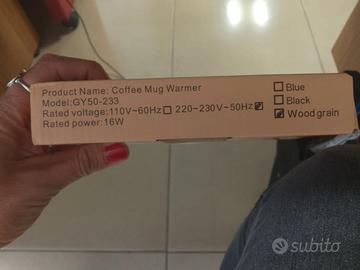 Product Name: Coffee Mug Warmer
Model:GY50-233
Rated voltage:110V~60Hz☐ 220~230V~50Hz☑
Rated power:16W
☐ Blue
☐ Black
☑ Wood grain
subito